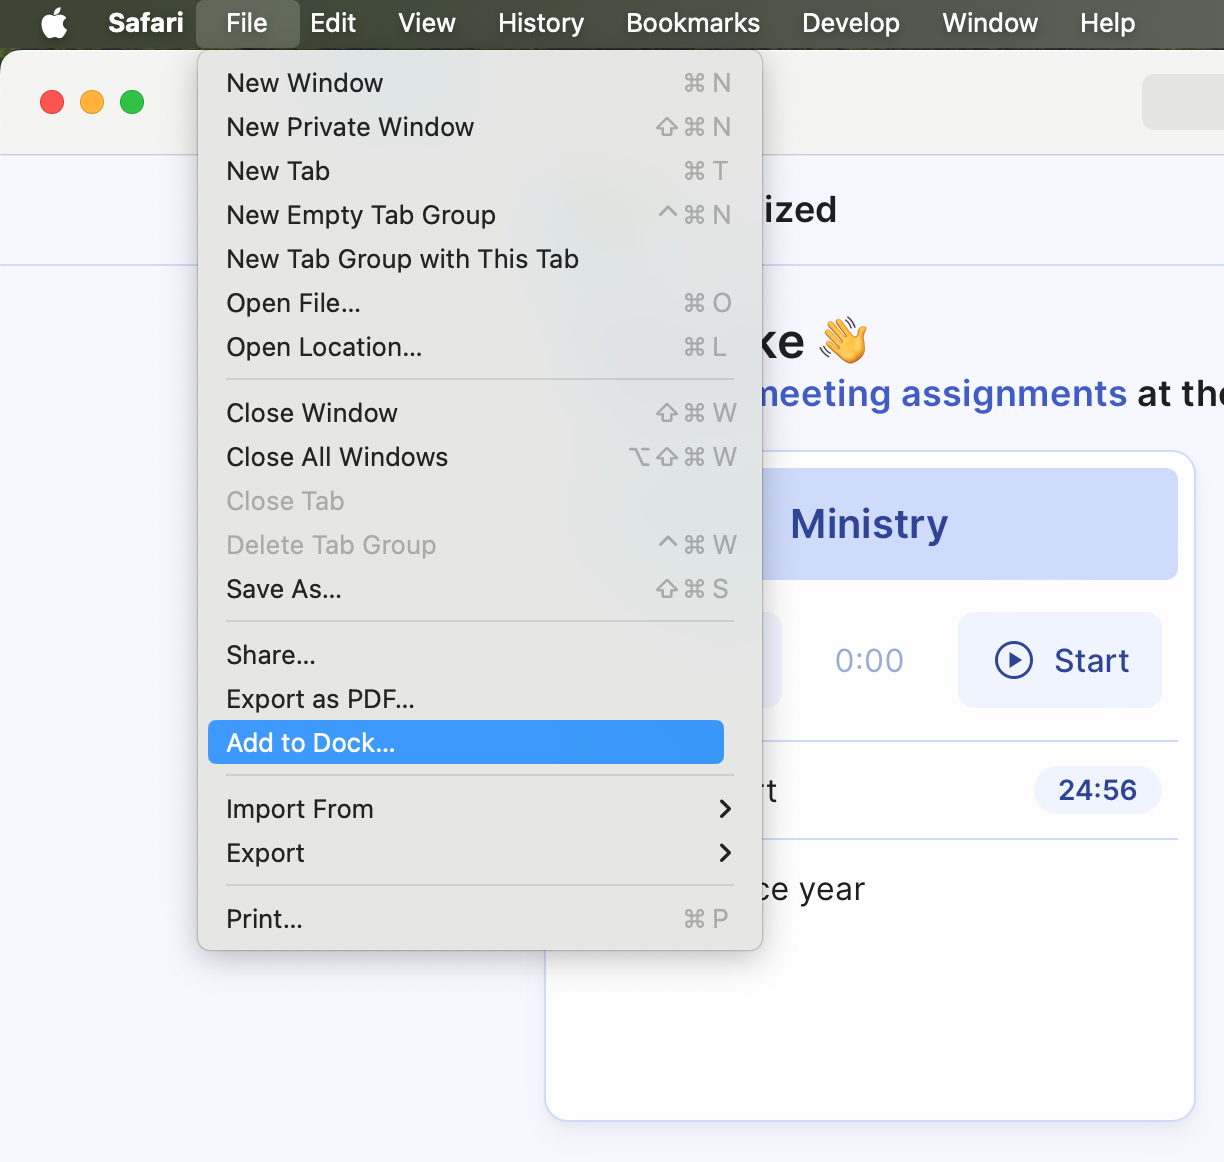 Safari File Edit View History Bookmarks Develop Window Help
New Window ⌘ N
New Private Window ⇧ ⌘ N
New Tab ⌘ T
New Empty Tab Group ^ ⌘ N
New Tab Group with This Tab
Open File... ⌘ O
Open Location... ⌘ L
Close Window ⇧ ⌘ W
Close All Windows ⌥ ⇧ ⌘ W
Close Tab
Delete Tab Group ^ ⌘ W
Save As... ⇧ ⌘ S
Share...
Export as PDF...
Add to Dock...
Import From
Export
Print... ⌘ P
ized
ke 👋
meeting assignments at the
Ministry
0:00 Start
rt 24:56
ce year